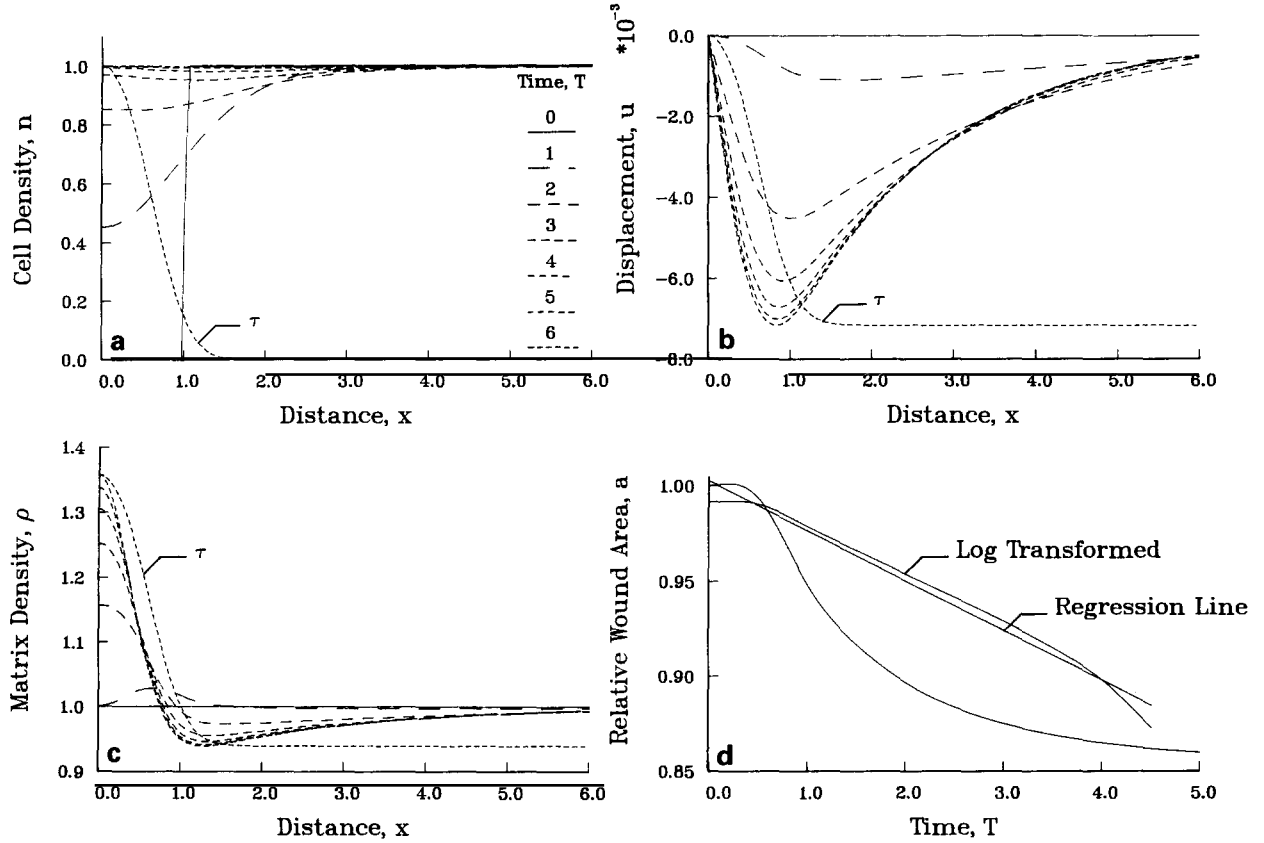 1.0
0.8
0.6
0.4
0.2
0.0
Cell Density, n
Time, T
0
1
2
3
4
5
6
τ
a
0.0 1.0 2.0 3.0 4.0 5.0 6.0
Distance, x
*10⁻³
0.0
−2.0
−4.0
−6.0
−8.0
Displacement, u
τ
b
0.0 1.0 2.0 3.0 4.0 5.0 6.0
Distance, x
1.4
1.3
1.2
1.1
1.0
0.9
Matrix Density, ρ
τ
c
0.0 1.0 2.0 3.0 4.0 5.0 6.0
Distance, x
1.00
0.95
0.90
0.85
Relative Wound Area, a
Log Transformed
Regression Line
d
0.0 1.0 2.0 3.0 4.0 5.0
Time, T